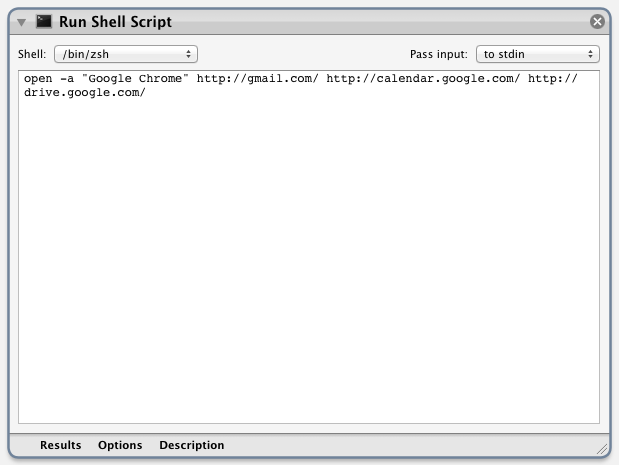 Run Shell Script
Shell: /bin/zsh Pass input: to stdin
open -a "Google Chrome" http://gmail.com/ http://calendar.google.com/ http://
drive.google.com/
Results Options Description